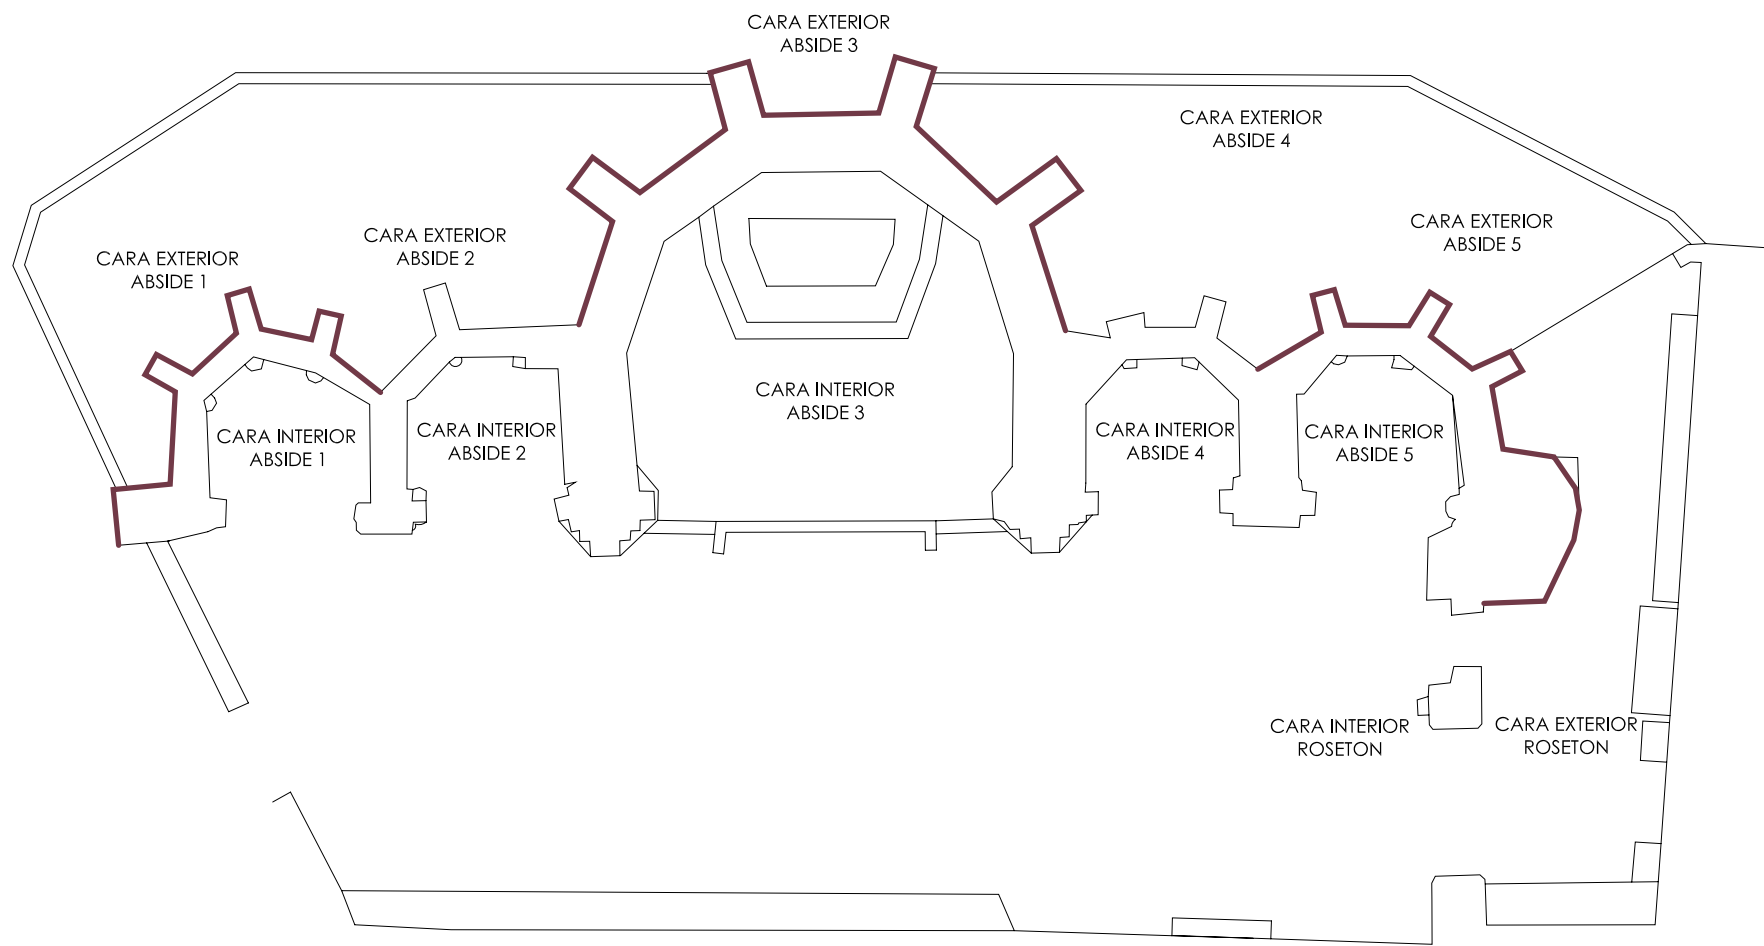 CARA EXTERIOR
ABSIDE 3
CARA EXTERIOR
ABSIDE 4
CARA EXTERIOR
ABSIDE 5
CARA EXTERIOR
ABSIDE 2
CARA EXTERIOR
ABSIDE 1
CARA INTERIOR
ABSIDE 3
CARA INTERIOR
ABSIDE 1
CARA INTERIOR
ABSIDE 2
CARA INTERIOR
ABSIDE 4
CARA INTERIOR
ABSIDE 5
CARA INTERIOR
ROSETON
CARA EXTERIOR
ROSETON